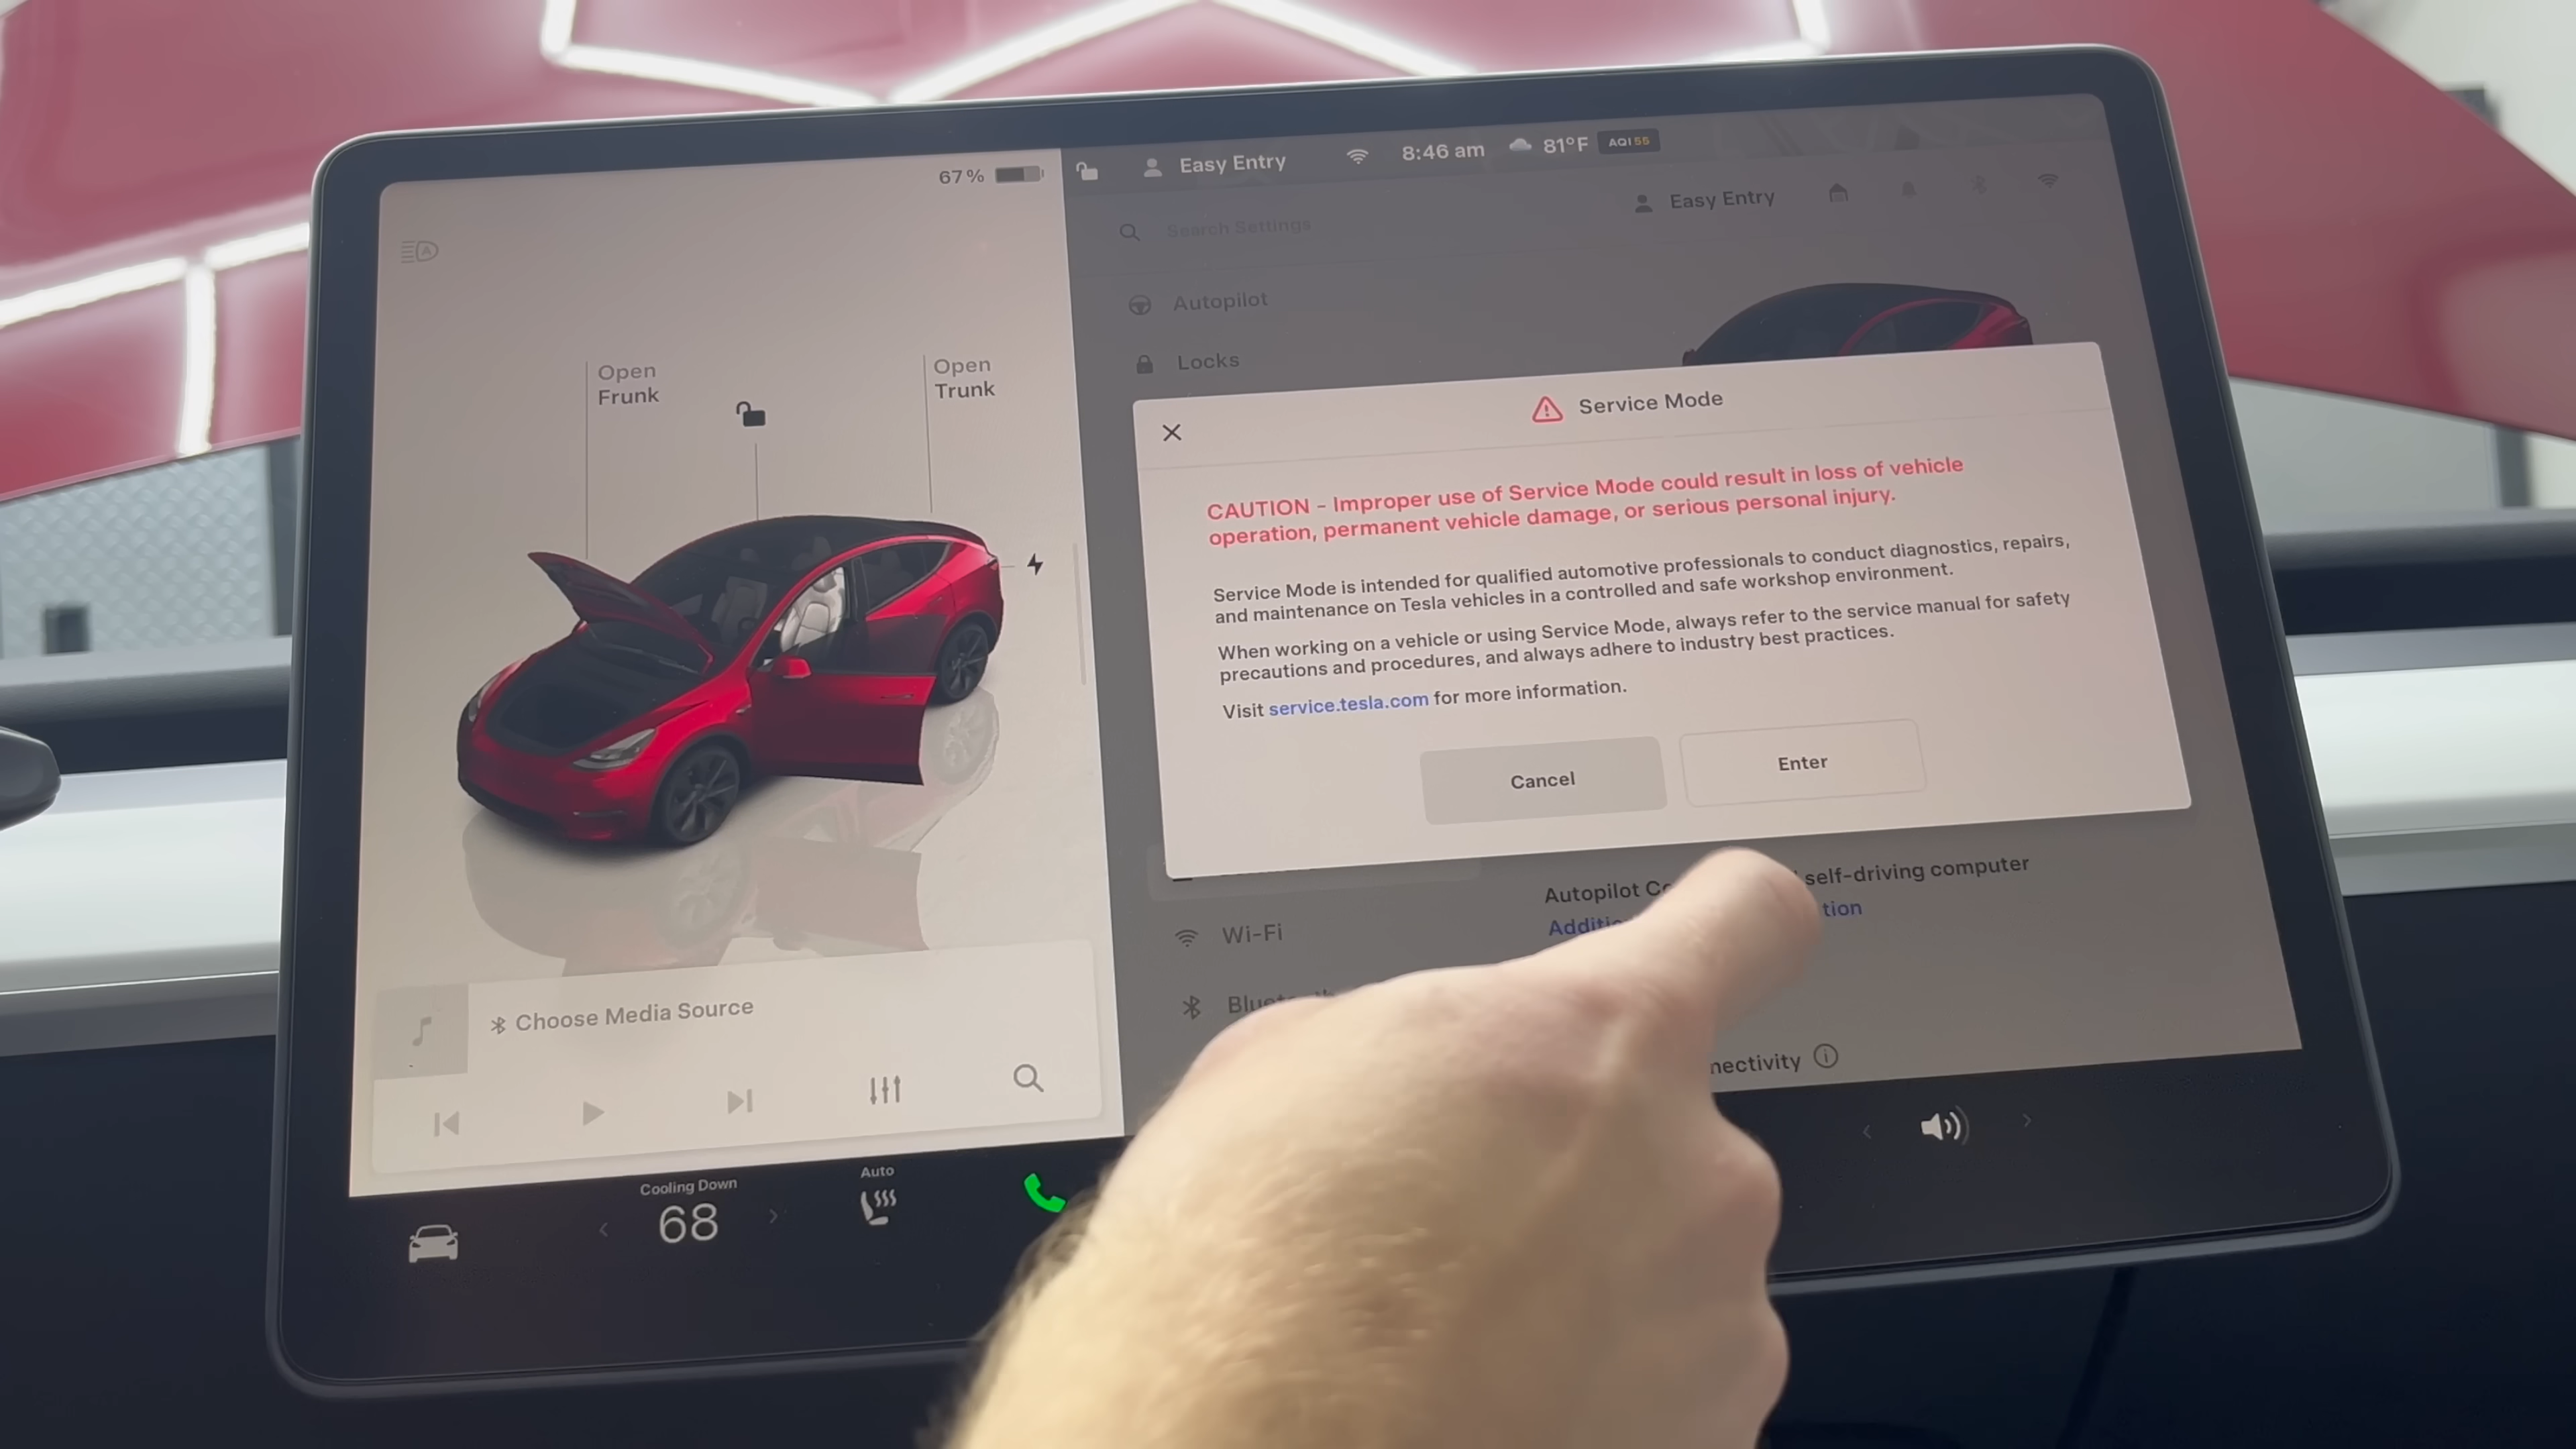 67%
Easy Entry
8:46 am
81°F
AQI 55
Search Settings
Easy Entry
Autopilot
Locks
Open
Frunk
Open
Trunk
Service Mode
CAUTION - Improper use of Service Mode could result in loss of vehicle
operation, permanent vehicle damage, or serious personal injury.
Service Mode is intended for qualified automotive professionals to conduct diagnostics, repairs,
and maintenance on Tesla vehicles in a controlled and safe workshop environment.
When working on a vehicle or using Service Mode, always refer to the service manual for safety
precautions and procedures, and always adhere to industry best practices.
Visit service.tesla.com for more information.
Cancel
Enter
Autopilot
self-driving computer
Wi-Fi
Choose Media Source
Cooling Down
68
Auto